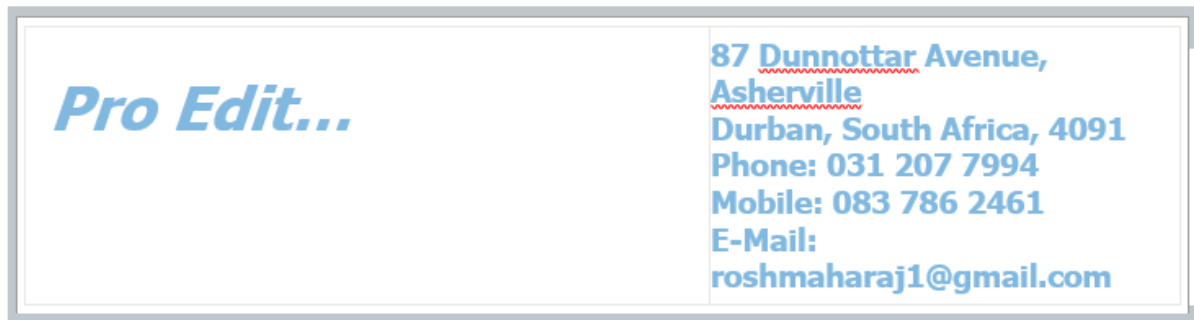 Pro Edit...
87 Dunnottar Avenue,
Asherville
Durban, South Africa, 4091
Phone: 031 207 7994
Mobile: 083 786 2461
E-Mail:
roshmaharaj1@gmail.com